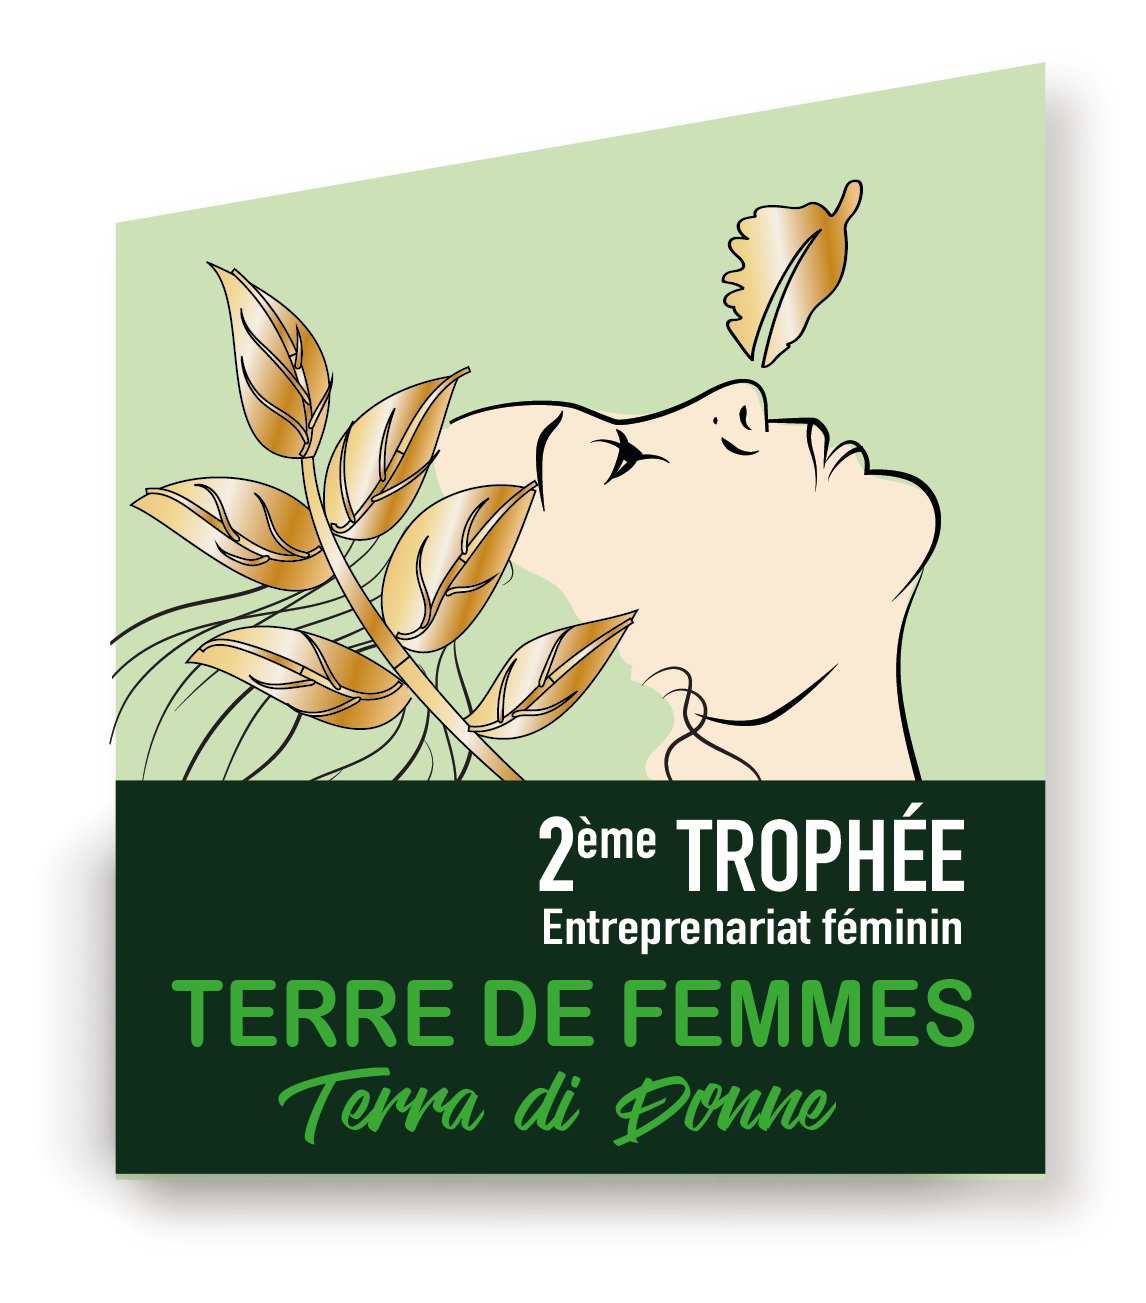 2ème TROPHÉE
Entreprenariat féminin
TERRE DE FEMMES
Terra di Donne